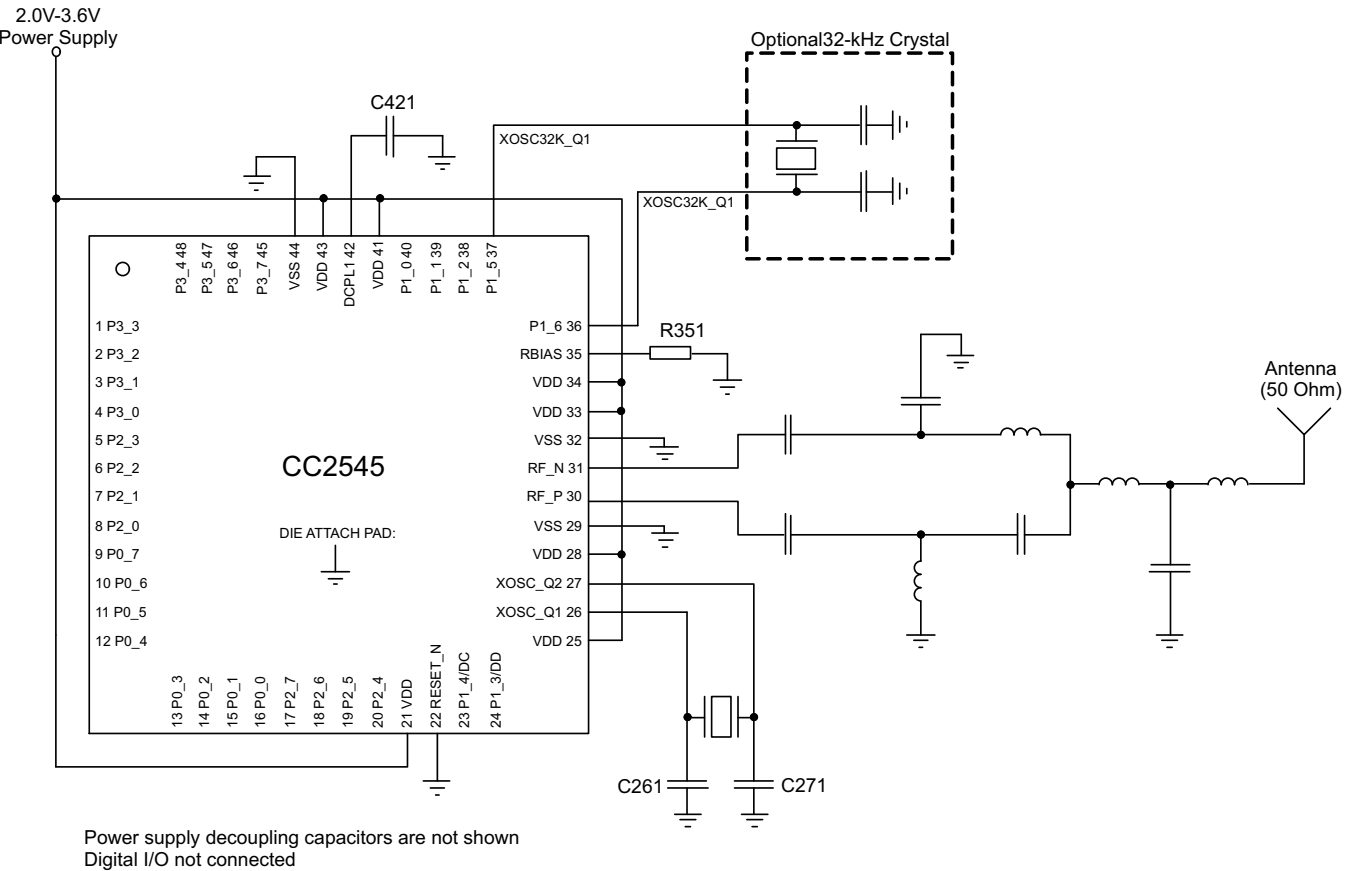 2.0V-3.6V
Power Supply
Optional32-kHz Crystal
C421
XOSC32K_Q1
XOSC32K_Q1
P3_4 48
P3_5 47
P3_6 46
P3_7 45
VSS 44
VDD 43
DCPL1 42
VDD 41
P1_0 40
P1_1 39
P1_2 38
P1_5 37
1 P3_3
2 P3_2
3 P3_1
4 P3_0
5 P2_3
6 P2_2
7 P2_1
8 P2_0
9 P0_7
10 P0_6
11 P0_5
12 P0_4
CC2545
DIE ATTACH PAD:
P1_6 36
RBIAS 35
VDD 34
VDD 33
VSS 32
RF_N 31
RF_P 30
VSS 29
VDD 28
XOSC_Q2 27
XOSC_Q1 26
VDD 25
R351
Antenna
(50 Ohm)
13 P0_3
14 P0_2
15 P0_1
16 P0_0
17 P2_7
18 P2_6
19 P2_5
20 P2_4
21 VDD
22 RESET_N
23 P1_4/DC
24 P1_3/DD
C261
C271
Power supply decoupling capacitors are not shown
Digital I/O not connected